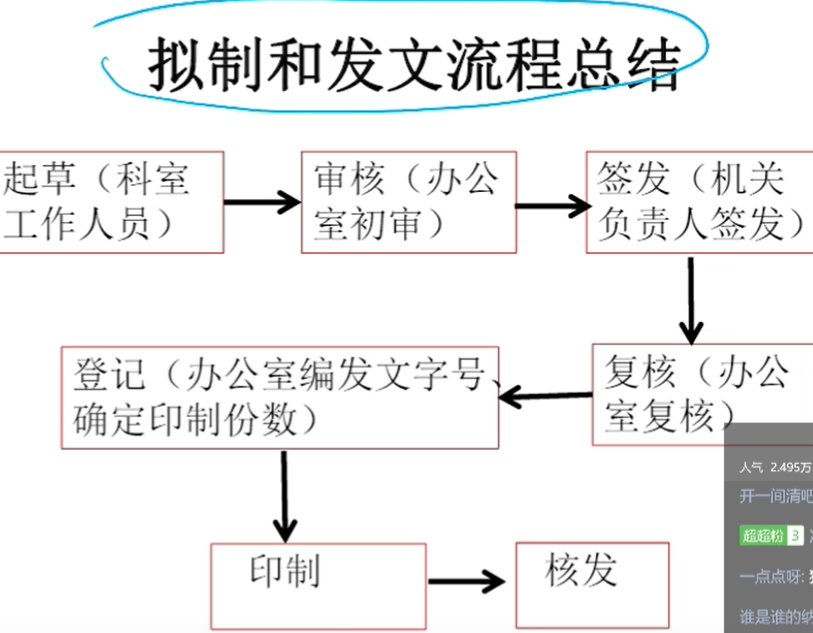 拟制和发文流程总结
起草（科室
工作人员）
审核（办公
室初审）
签发（机关
负责人签发）
复核（办公
室复核）
登记（办公室编发文字号、
确定印制份数）
印制
核发
人气 2.495万
开一间清吧
超超粉 3
一点点呀:
谁是谁的纳